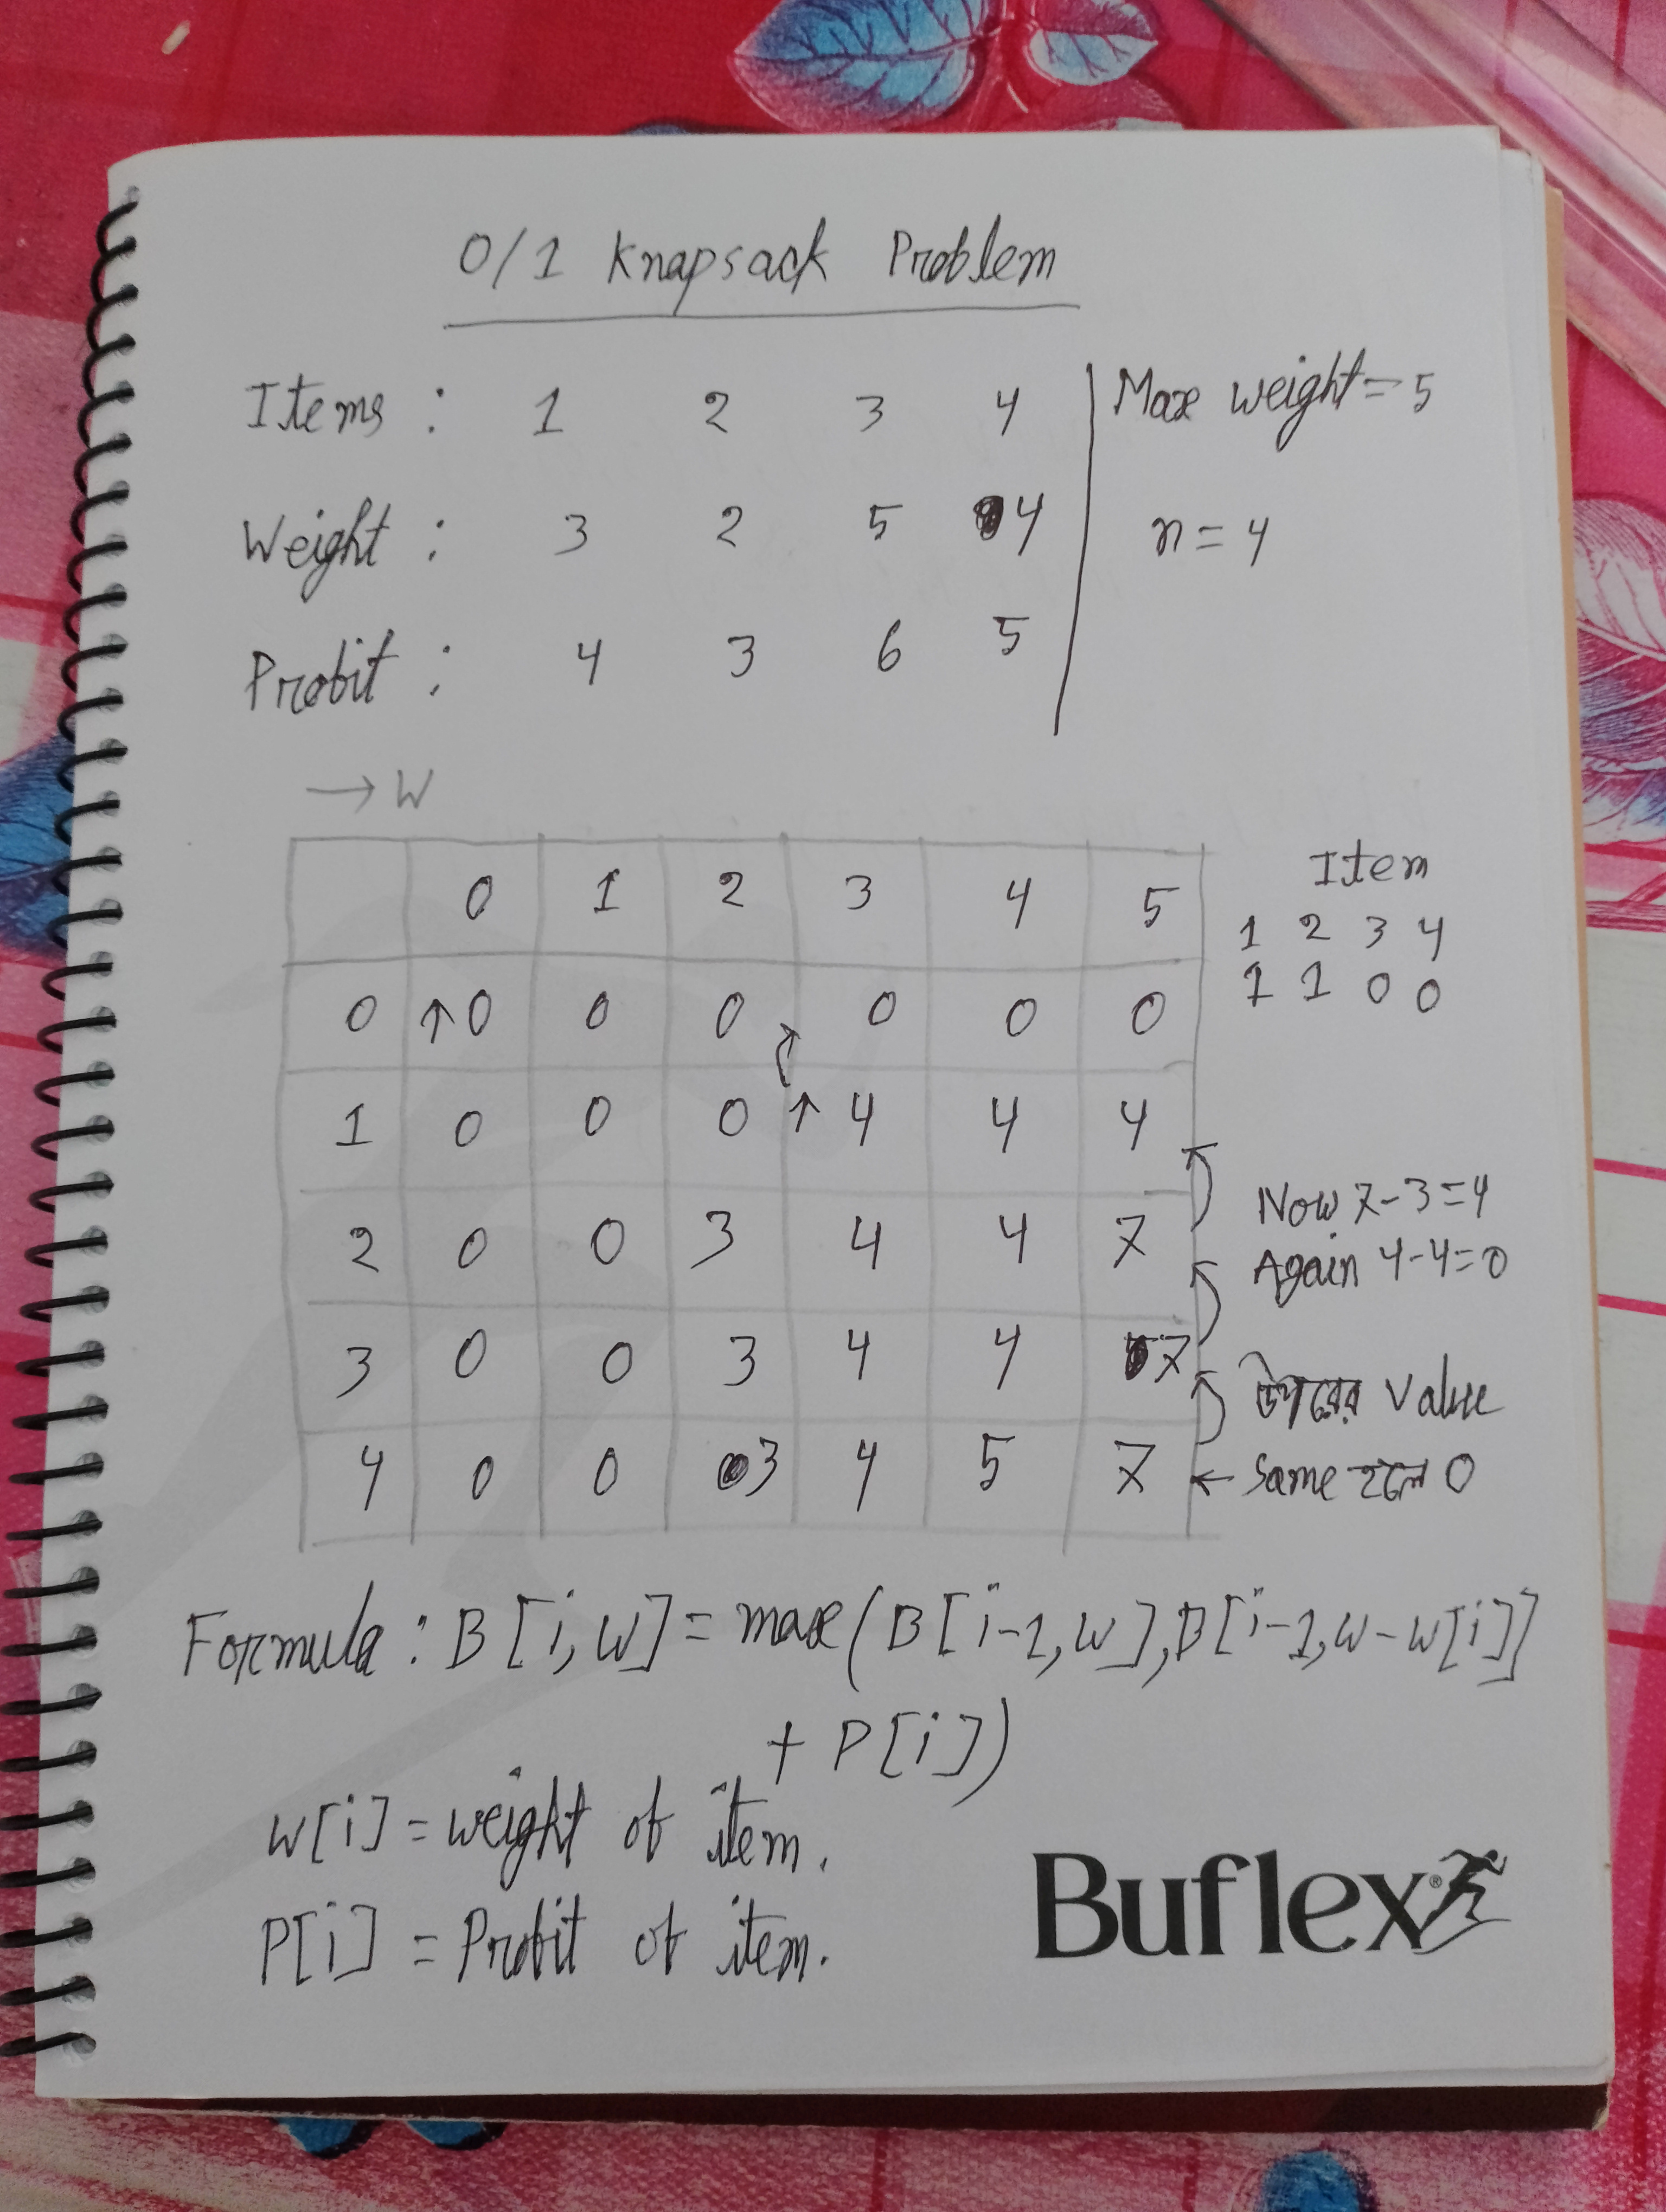 0/1 Knapsack Problem
Items : 1 2 3 4
Max weight = 5
Weight : 3 2 5 4
n = 4
Profit : 4 3 6 5
→ W
0 1 2 3 4 5
0 ↑0 0 0 0 0 0
1 0 0 0 ↑4 4 4
2 0 0 3 4 4 7
3 0 0 3 4 4 7
4 0 0 3 4 5 7
Item
1 2 3 4
1 1 0 0
Now 7-3=4
Again 4-4=0
উপরের value
← same হলে 0
Formula : B[i,W] = max(B[i-1,W],B[i-1,w-w[i]]
+ P[i])
w[i] = weight of item.
P[i] = Profit of item.
Buflex®